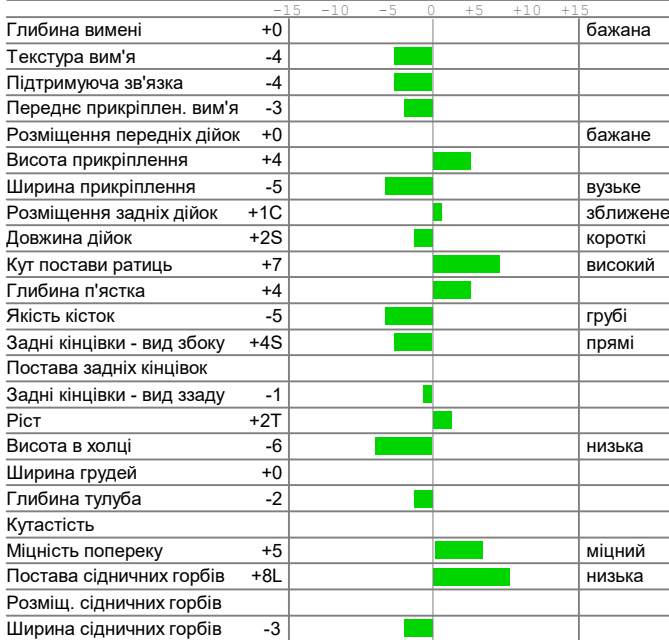 -15 -10 -5 0 +5 +10 +15
Глибина вимені +0 бажана
Текстура вим'я -4
Підтримуюча зв'язка -4
Переднє прикріплен. вим'я -3
Розміщення передніх дійок +0 бажане
Висота прикріплення +4
Ширина прикріплення -5 вузьке
Розміщення задніх дійок +1C зближене
Довжина дійок +2S короткі
Кут постави ратиць +7 високий
Глибина п'ястка +4
Якість кісток -5 грубі
Задні кінцівки - вид збоку +4S прямі
Постава задніх кінцівок
Задні кінцівки - вид ззаду -1
Ріст +2T
Висота в холці -6 низька
Ширина грудей +0
Глибина тулуба -2
Кутастість
Міцність попереку +5 міцний
Постава сідничних горбів +8L низька
Розміщ. сідничних горбів
Ширина сідничних горбів -3